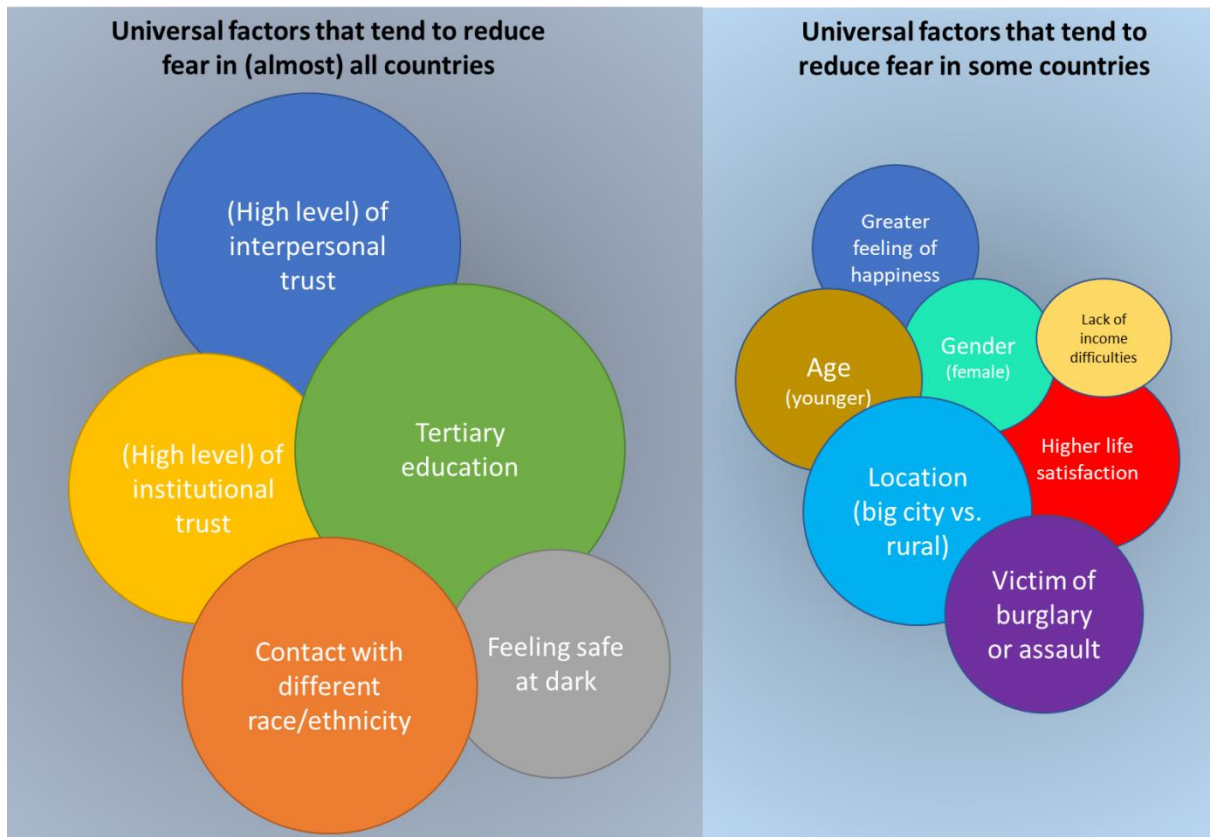 Universal factors that tend to reduce
fear in (almost) all countries
(High level) of
interpersonal
trust
Tertiary
education
(High level) of
institutional
trust
Contact with
different
race/ethnicity
Feeling safe
at dark
Universal factors that tend to
reduce fear in some countries
Greater
feeling of
happiness
Lack of
income
difficulties
Gender
(female)
Age
(younger)
Higher life
satisfaction
Location
(big city vs.
rural)
Victim of
burglary
or assault